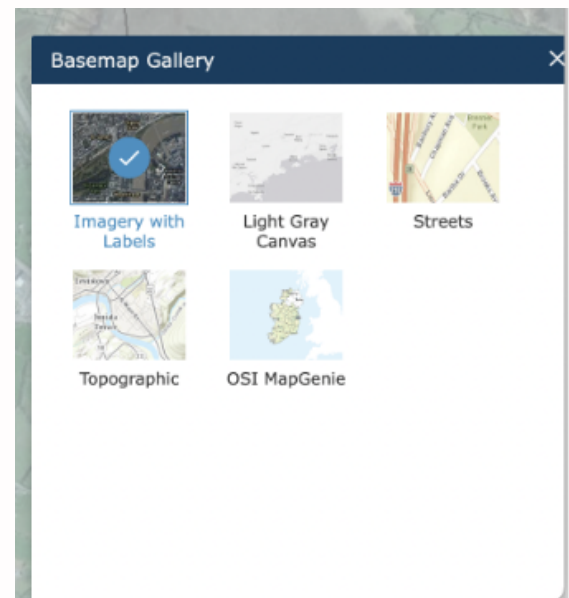 Basemap Gallery
Imagery with
Labels
Light Gray
Canvas
Streets
Topographic
OSI MapGenie